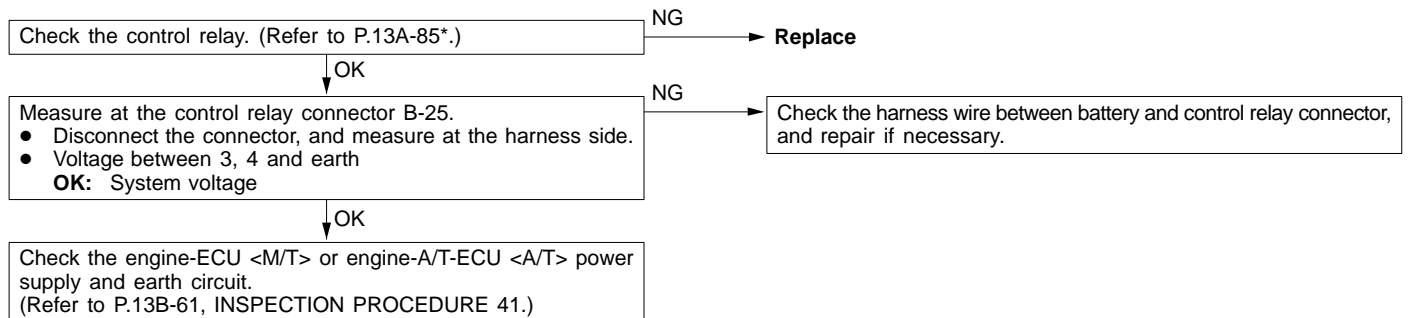 Check the control relay. (Refer to P.13A-85*.)
NG
Replace
OK
Measure at the control relay connector B-25.
● Disconnect the connector, and measure at the harness side.
● Voltage between 3, 4 and earth
OK: System voltage
NG
Check the harness wire between battery and control relay connector,
and repair if necessary.
OK
Check the engine-ECU <M/T> or engine-A/T-ECU <A/T> power
supply and earth circuit.
(Refer to P.13B-61, INSPECTION PROCEDURE 41.)